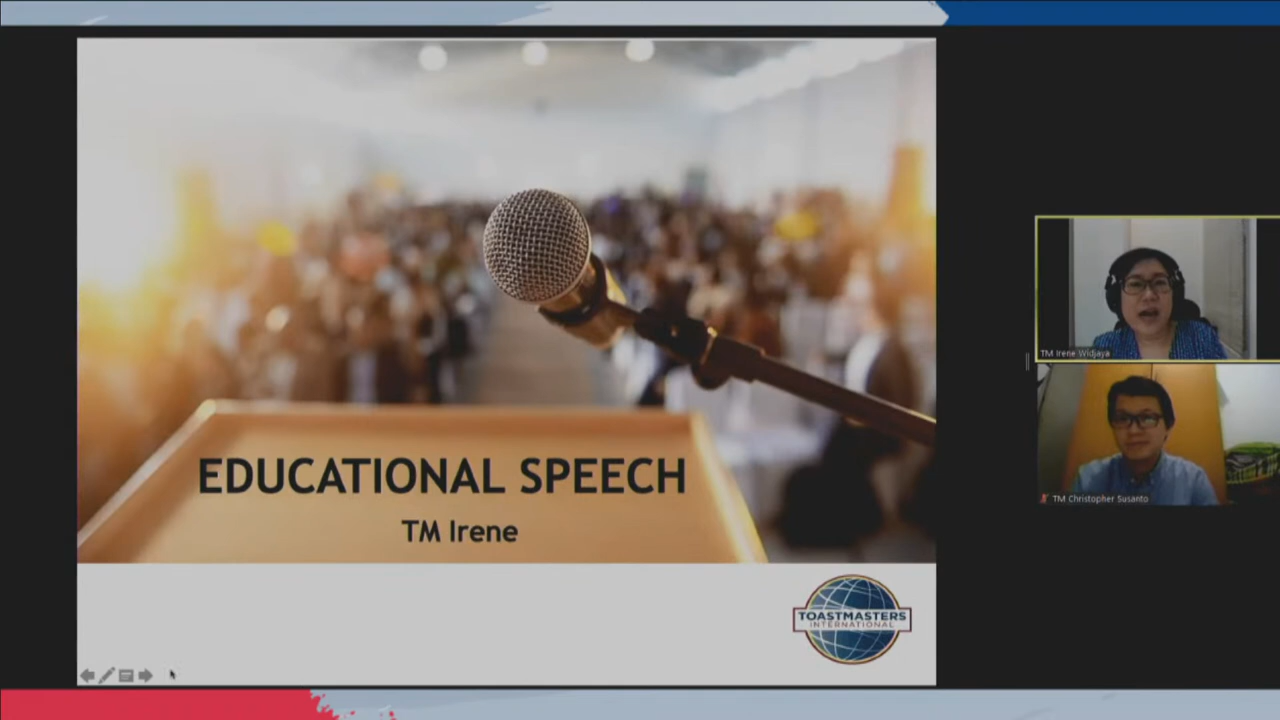 EDUCATIONAL SPEECH
TM Irene
TOASTMASTERS
INTERNATIONAL
TM Irene Widjaya
TM Christopher Susanto